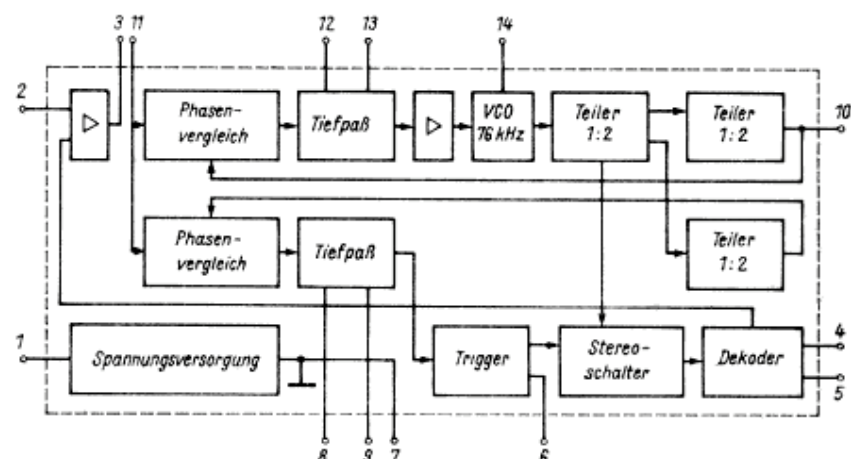 3 11 12 13 14
2
Phasen-
vergleich
Tiefpaß
VCO
76 kHz
Teiler
1:2
Teiler
1:2
10
Phasen-
vergleich
Tiefpaß
Teiler
1:2
1
Spannungsversorgung
Trigger
Stereo-
schalter
Dekoder
4
5
8 9 7 6